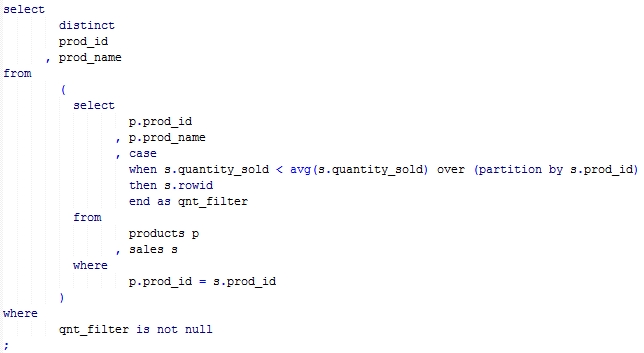 select
distinct
prod_id
, prod_name
from
(
select
p.prod_id
, p.prod_name
, case
when s.quantity_sold < avg(s.quantity_sold) over (partition by s.prod_id)
then s.rowid
end as qnt_filter
from
products p
, sales s
where
p.prod_id = s.prod_id
)
where
qnt_filter is not null
;